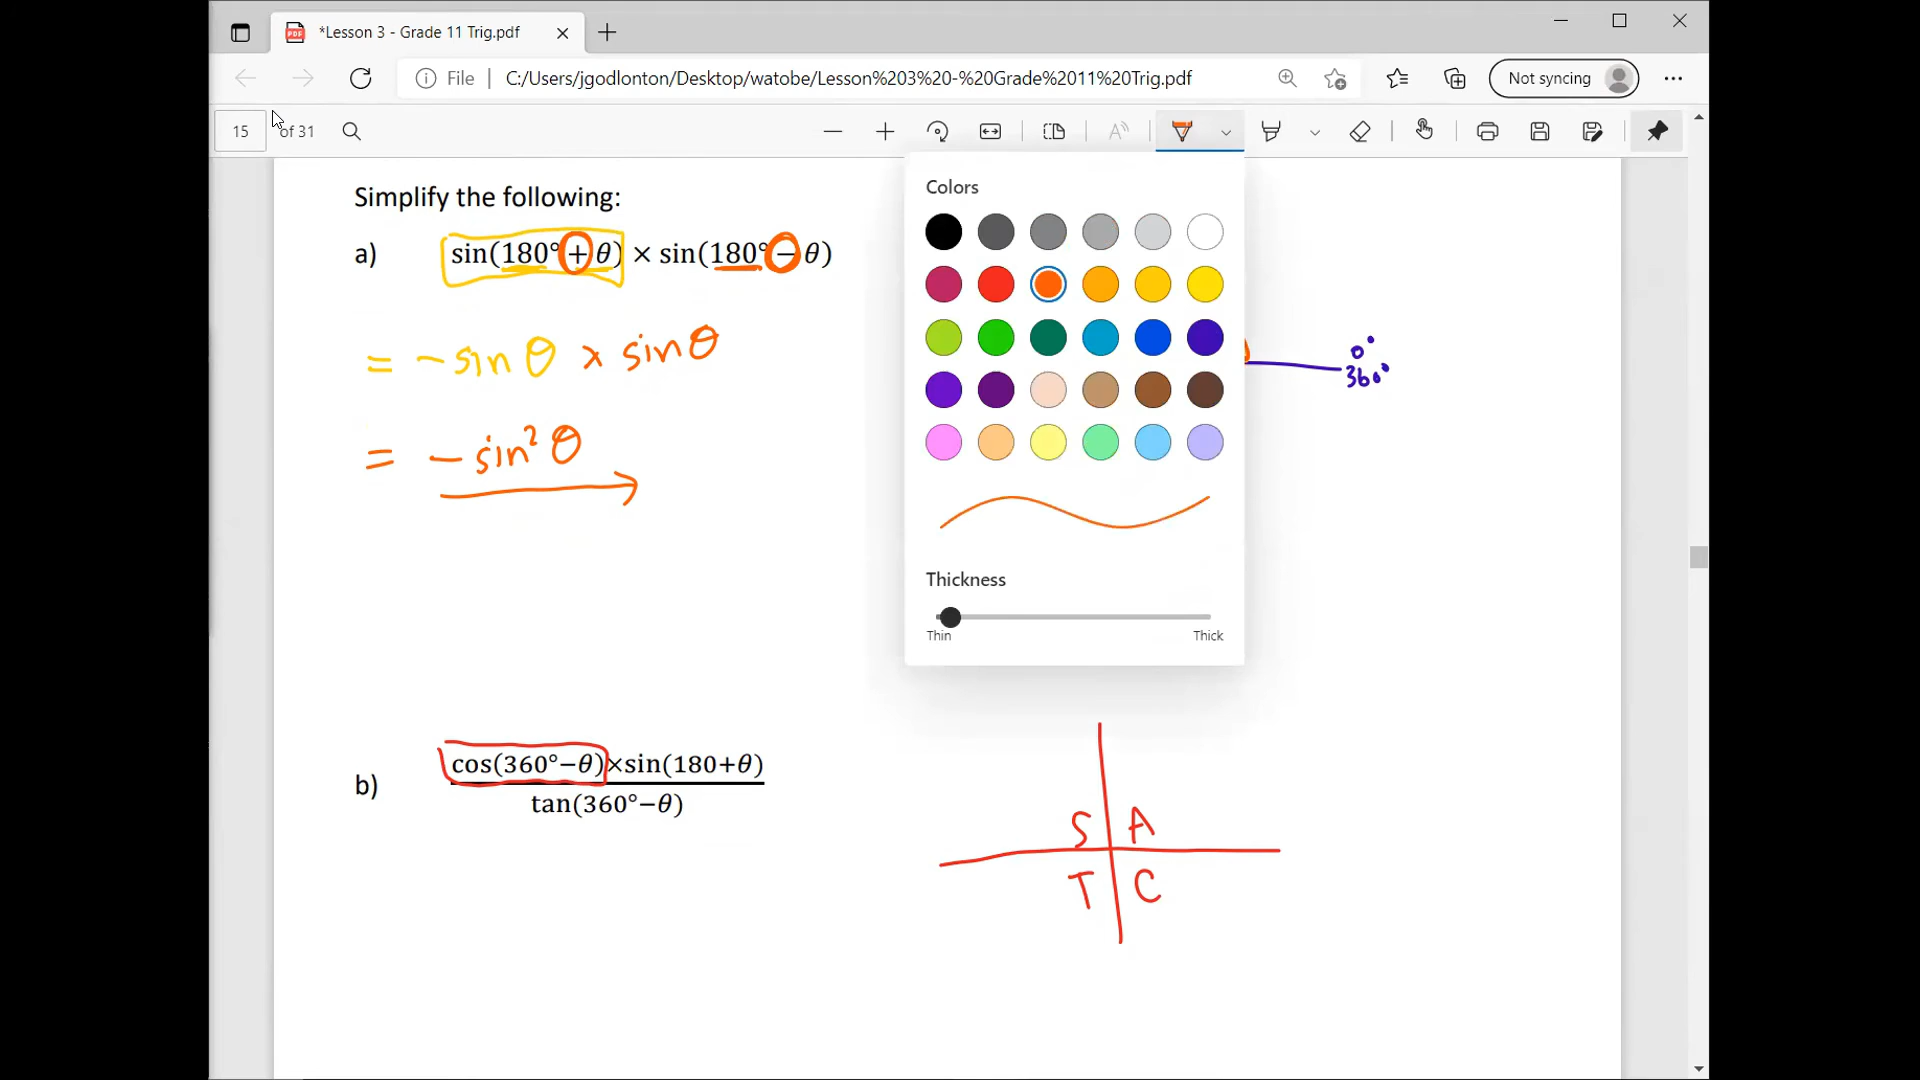 *Lesson 3 - Grade 11 Trig.pdf
File | C:/Users/jgodlonton/Desktop/watobe/Lesson%203%20-%20Grade%2011%20Trig.pdf
Not syncing
15 of 31
Simplify the following:
a) sin(180°+θ) × sin(180°−θ)
= − sin θ × sin θ
= − sin² θ
0°
360°
Colors
Thickness
Thin Thick
b) cos(360°−θ)×sin(180+θ)
tan(360°−θ)
S A
T C